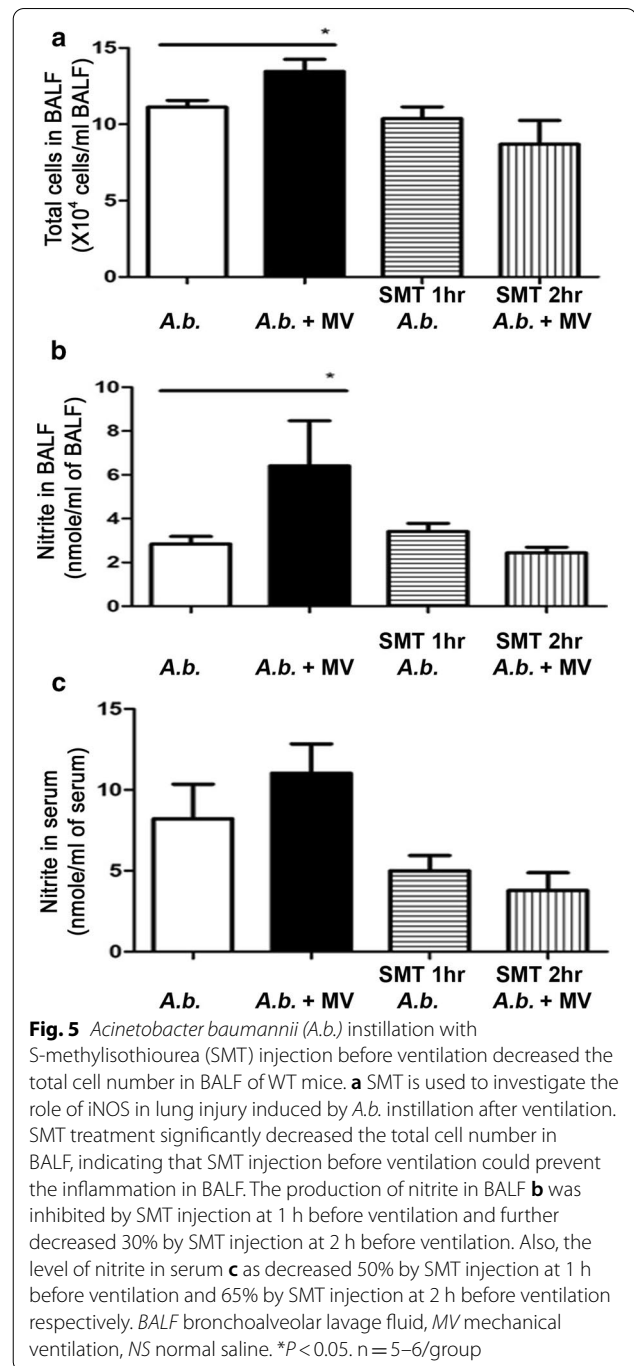 a
*
Total cells in BALF
(X10⁴ cells/ml BALF)
15
10
5
0
SMT 1hr SMT 2hr
A.b. A.b. + MV A.b. A.b. + MV
b
*
Nitrite in BALF
(nmole/ml of BALF)
10
8
6
4
2
0
SMT 1hr SMT 2hr
A.b. A.b. + MV A.b. A.b. + MV
c
Nitrite in serum
(nmole/ml of serum)
15
10
5
0
SMT 1hr SMT 2hr
A.b. A.b. + MV A.b. A.b. + MV
Fig. 5 Acinetobacter baumannii (A.b.) instillation with
S-methylisothiourea (SMT) injection before ventilation decreased the
total cell number in BALF of WT mice. a SMT is used to investigate the
role of iNOS in lung injury induced by A.b. instillation after ventilation.
SMT treatment significantly decreased the total cell number in
BALF, indicating that SMT injection before ventilation could prevent
the inflammation in BALF. The production of nitrite in BALF b was
inhibited by SMT injection at 1 h before ventilation and further
decreased 30% by SMT injection at 2 h before ventilation. Also, the
level of nitrite in serum c as decreased 50% by SMT injection at 1 h
before ventilation and 65% by SMT injection at 2 h before ventilation
respectively. BALF bronchoalveolar lavage fluid, MV mechanical
ventilation, NS normal saline. *P < 0.05. n = 5–6/group